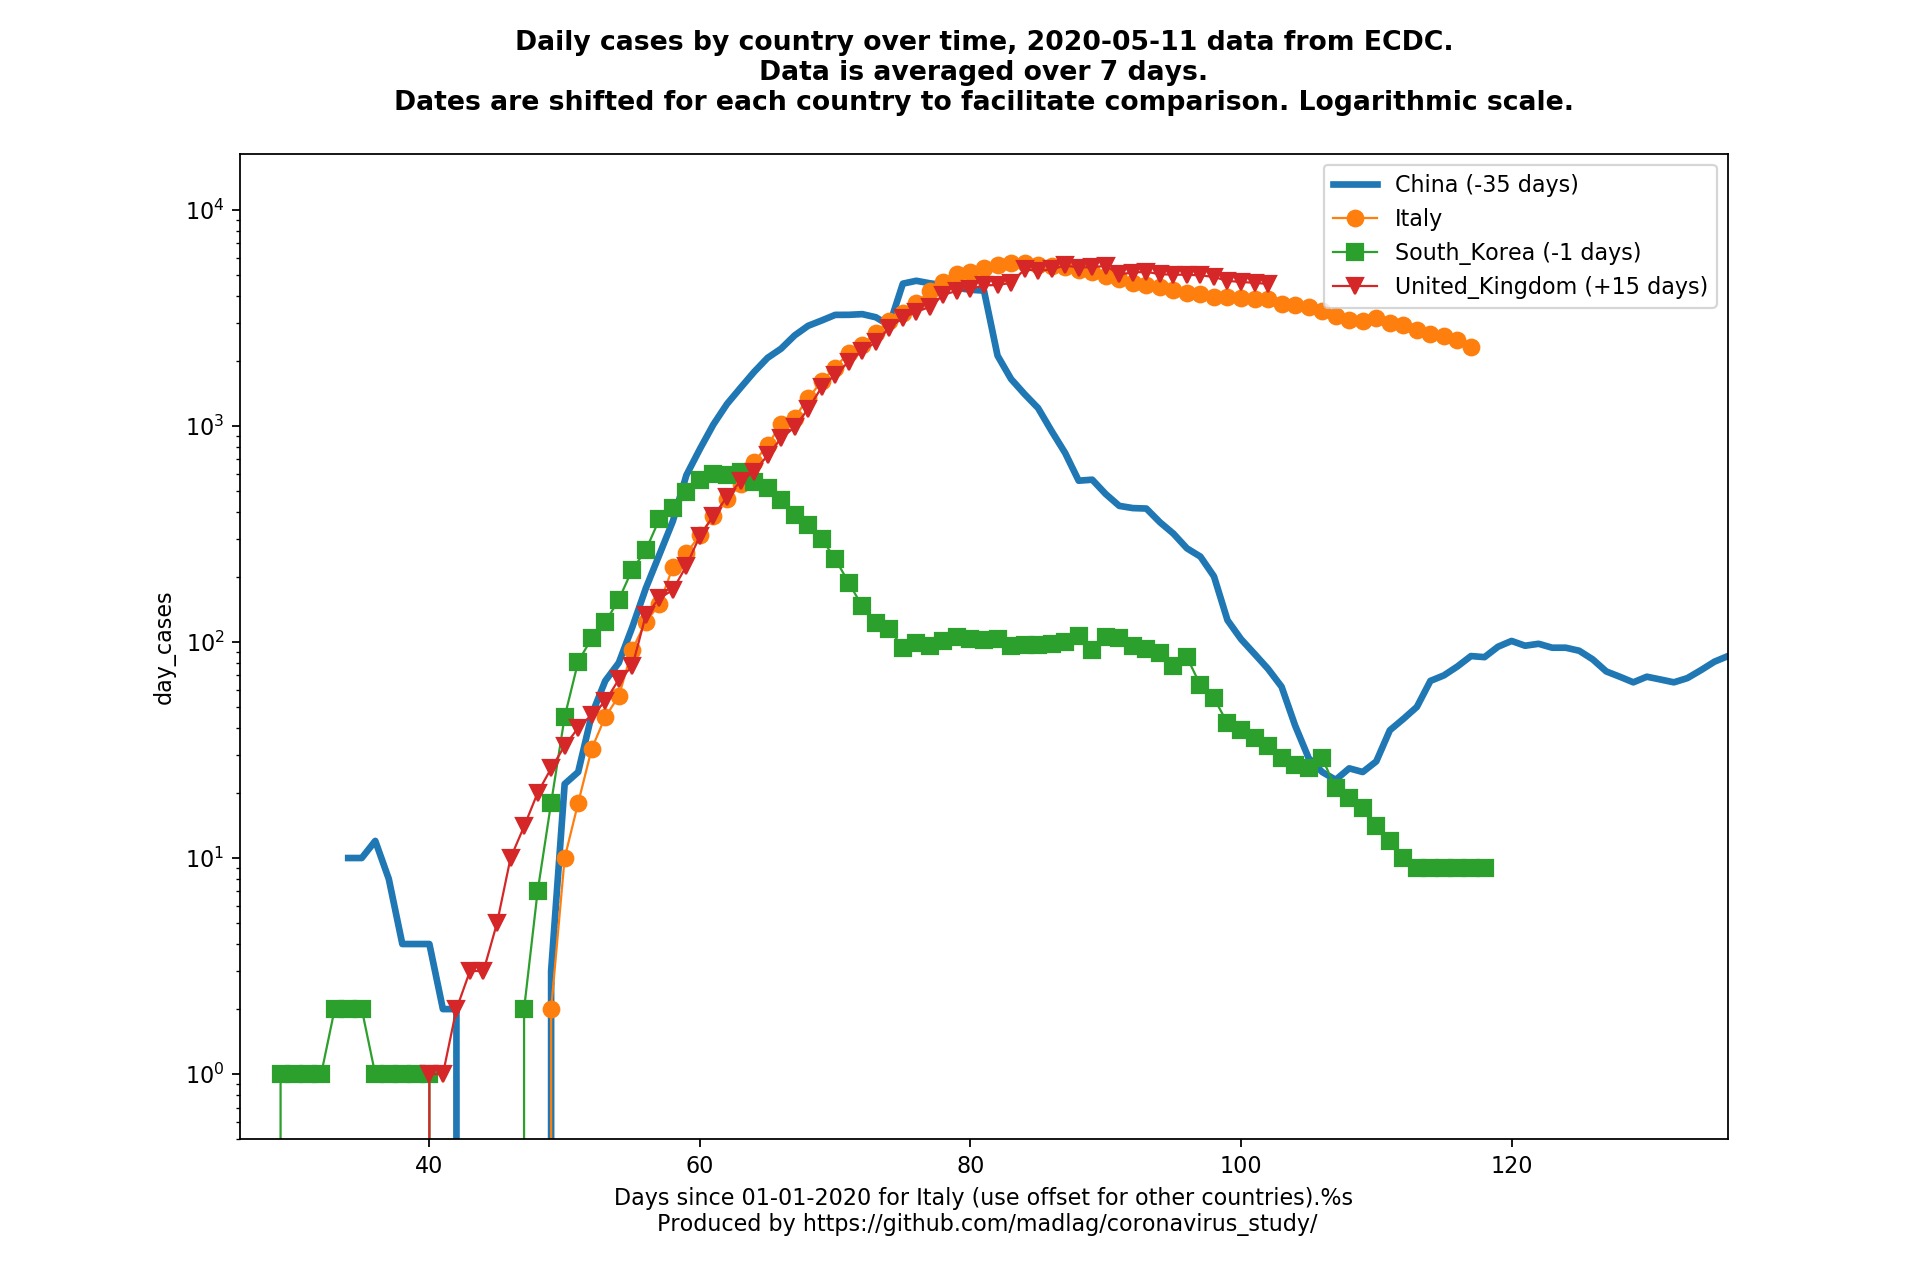 Daily cases by country over time, 2020-05-11 data from ECDC.
Data is averaged over 7 days.
Dates are shifted for each country to facilitate comparison. Logarithmic scale.
China (-35 days)
Italy
South_Korea (-1 days)
United_Kingdom (+15 days)
10^4
10^3
10^2
10^1
10^0
day_cases
40 60 80 100 120
Days since 01-01-2020 for Italy (use offset for other countries).%s
Produced by https://github.com/madlag/coronavirus_study/